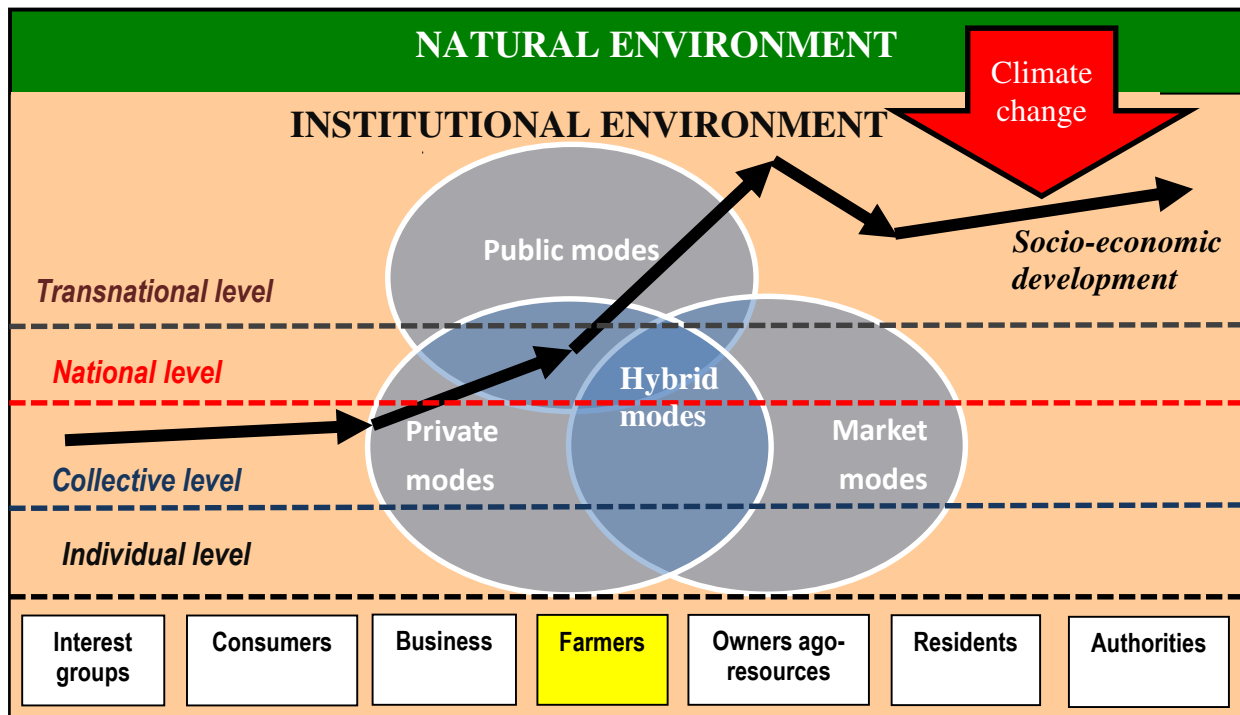 NATURAL ENVIRONMENT
Climate
change
INSTITUTIONAL ENVIRONMENT
Public modes
Socio-economic
development
Transnational level
National level
Hybrid
modes
Private
modes
Market
modes
Collective level
Individual level
Interest
groups
Consumers
Business
Farmers
Owners ago-
resources
Residents
Authorities